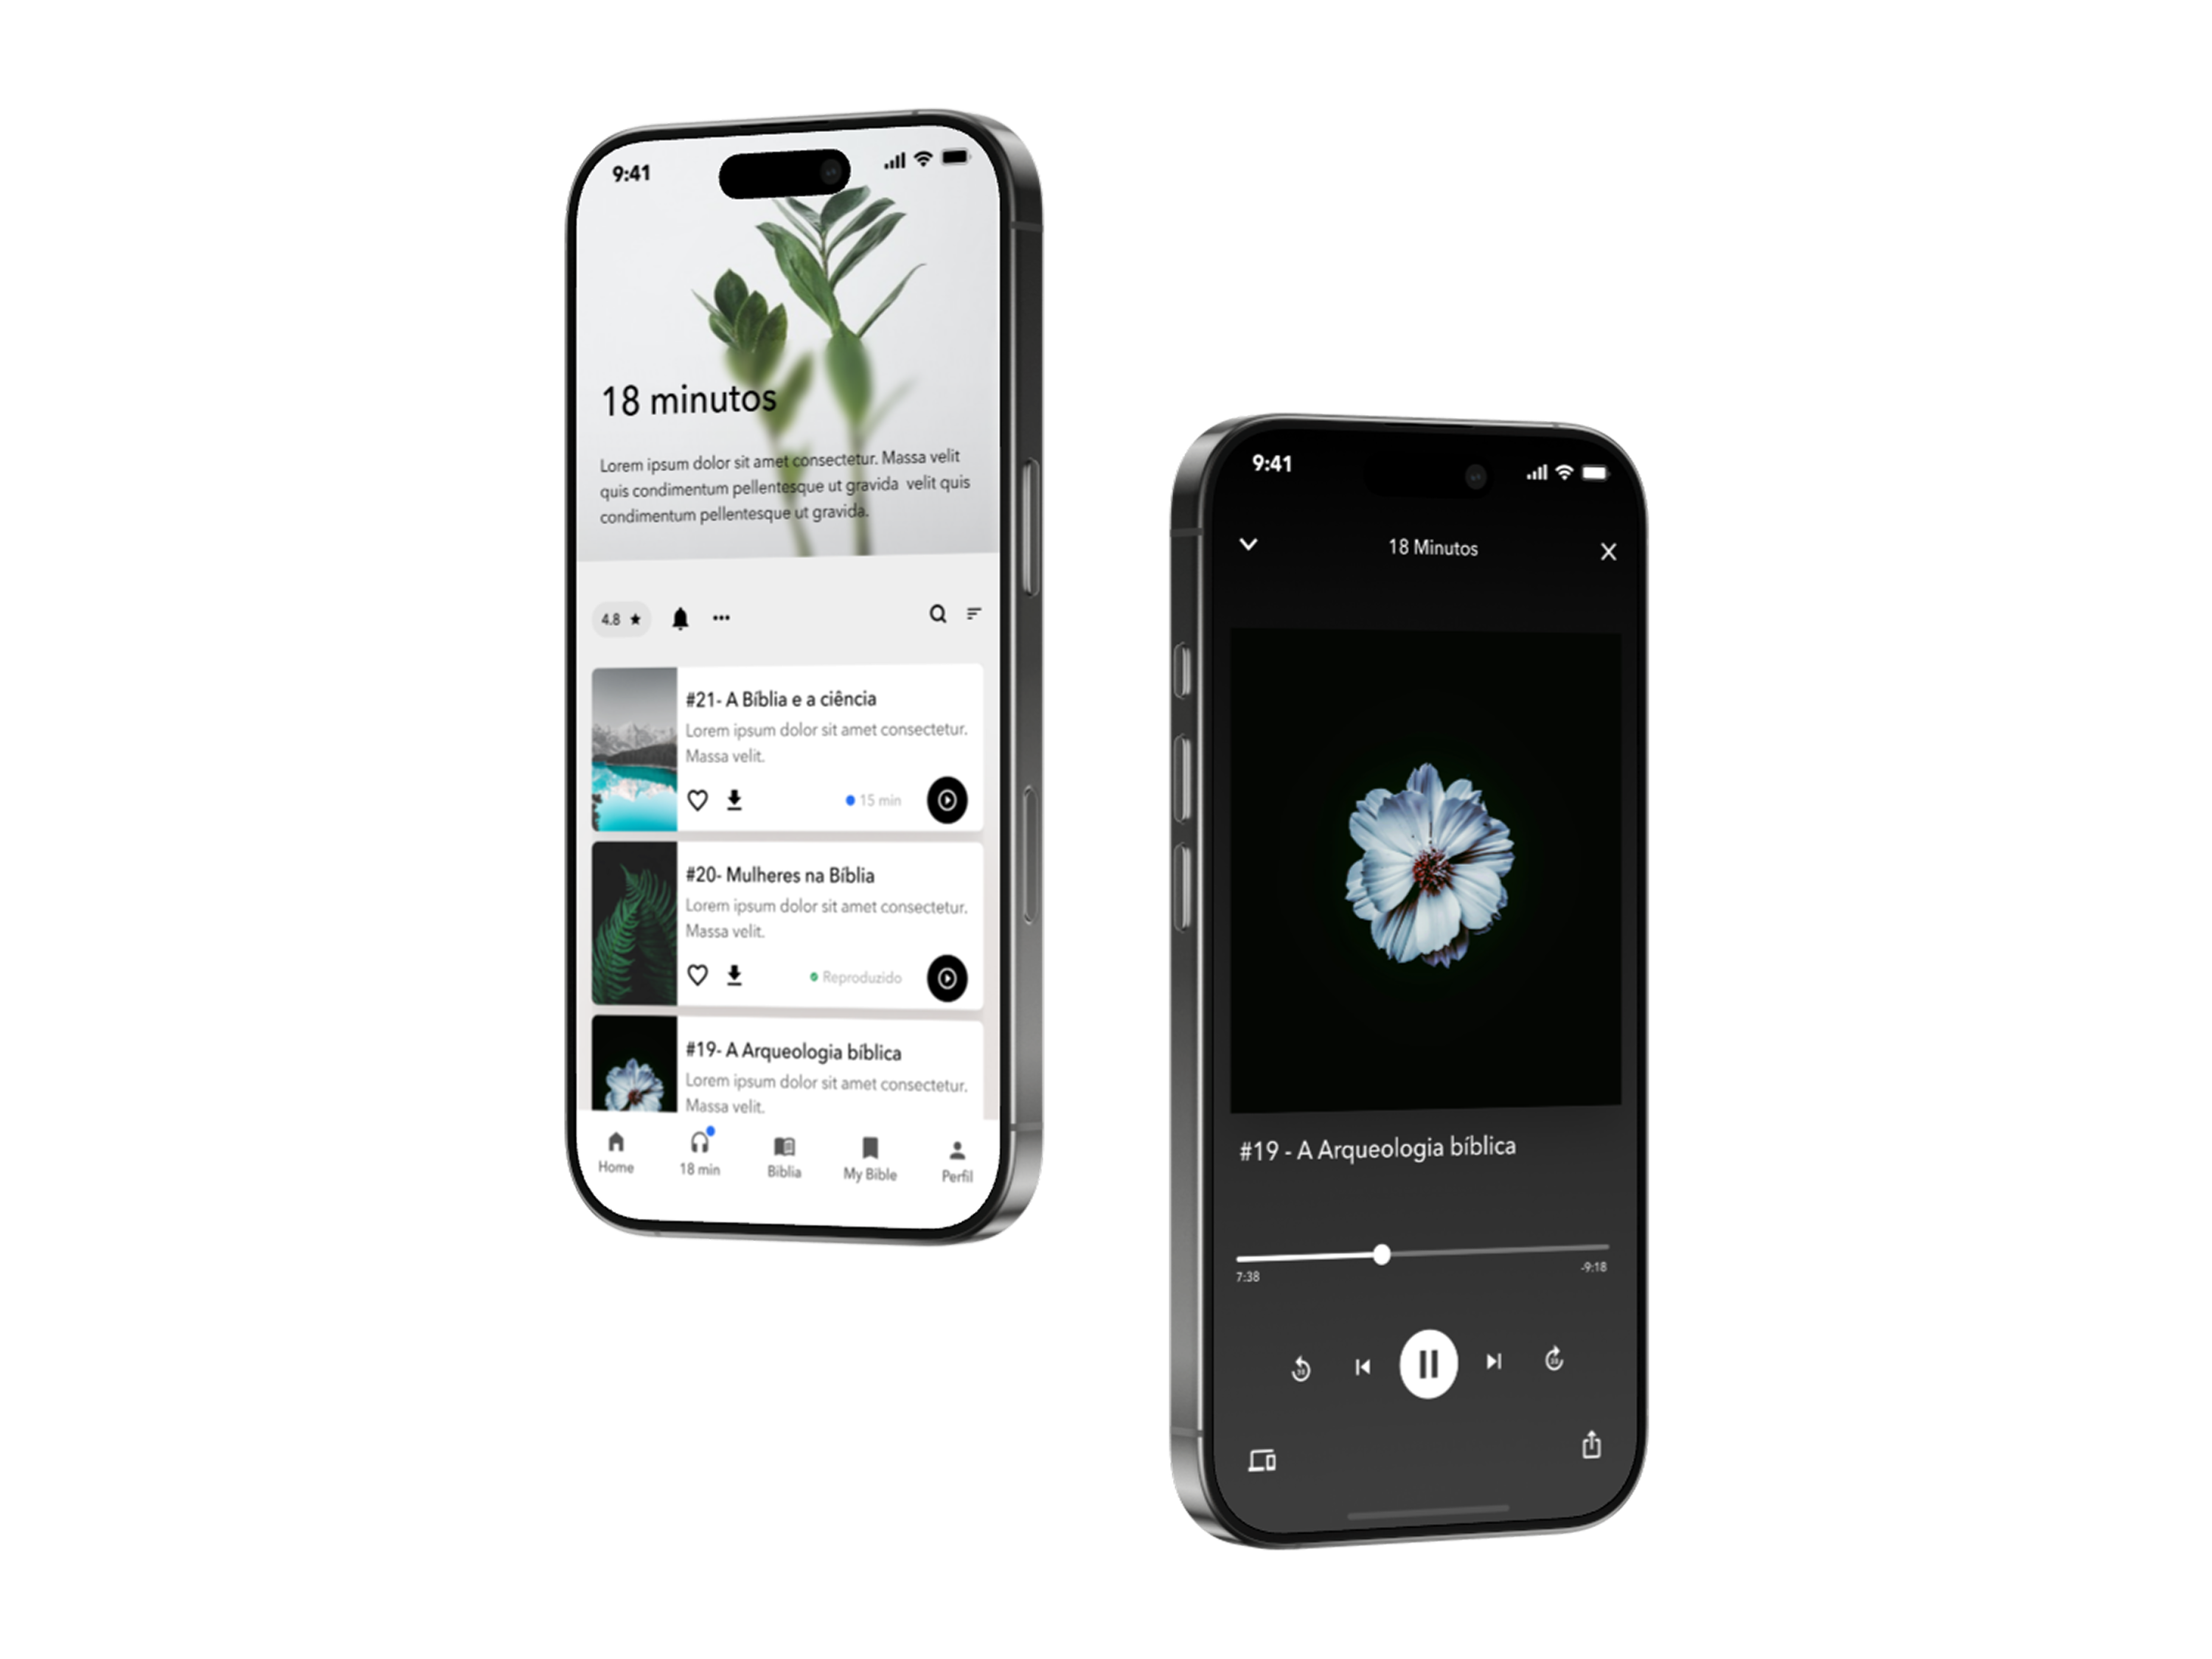 9:41
18 minutos
Lorem ipsum dolor sit amet consectetur. Massa velit
quis condimentum pellentesque ut gravida velit quis
condimentum pellentesque ut gravida.
4.8
#21- A Bíblia e a ciência
Lorem ipsum dolor sit amet consectetur.
Massa velit.
15 min
#20- Mulheres na Bíblia
Lorem ipsum dolor sit amet consectetur.
Massa velit.
Reproduzido
#19- A Arqueologia bíblica
Lorem ipsum dolor sit amet consectetur.
Massa velit.
Home 18 min Bíblia My Bible Perfil
9:41
18 Minutos
#19 - A Arqueologia bíblica
7:38 -9:18